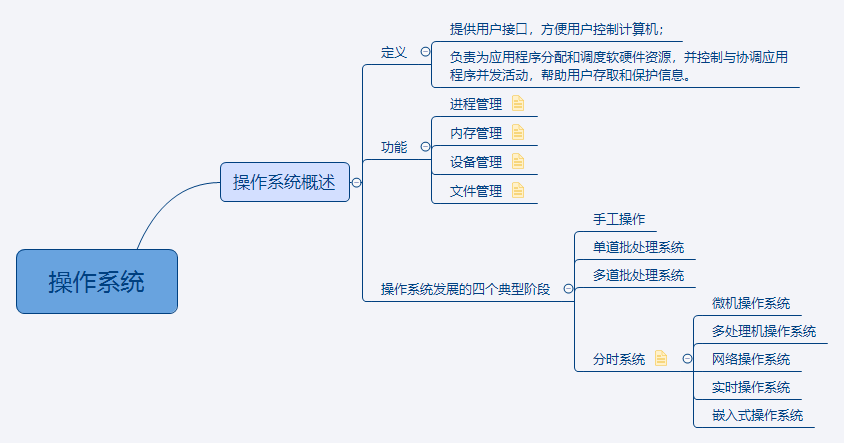 操作系统
操作系统概述
定义
提供用户接口，方便用户控制计算机；
负责为应用程序分配和调度软硬件资源，并控制与协调应用
程序并发活动，帮助用户存取和保护信息。
功能
进程管理
内存管理
设备管理
文件管理
操作系统发展的四个典型阶段
手工操作
单道批处理系统
多道批处理系统
分时系统
微机操作系统
多处理机操作系统
网络操作系统
实时操作系统
嵌入式操作系统